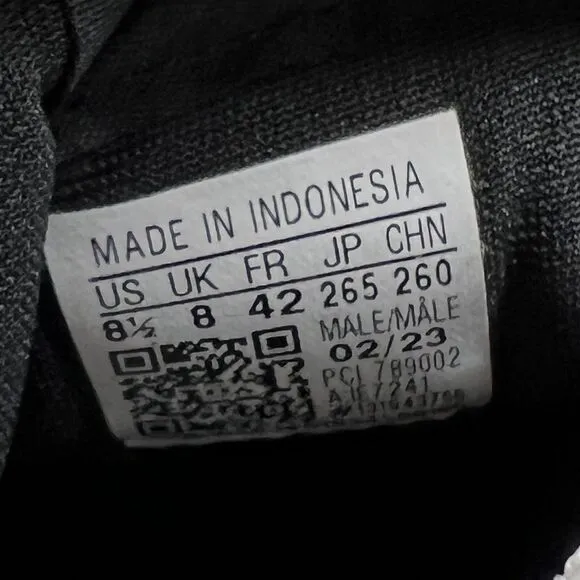 MADE IN INDONESIA
US UK FR JP CHN
8½ 8 42 265 260
MALE/MÂLE
02/23
PCI 789002